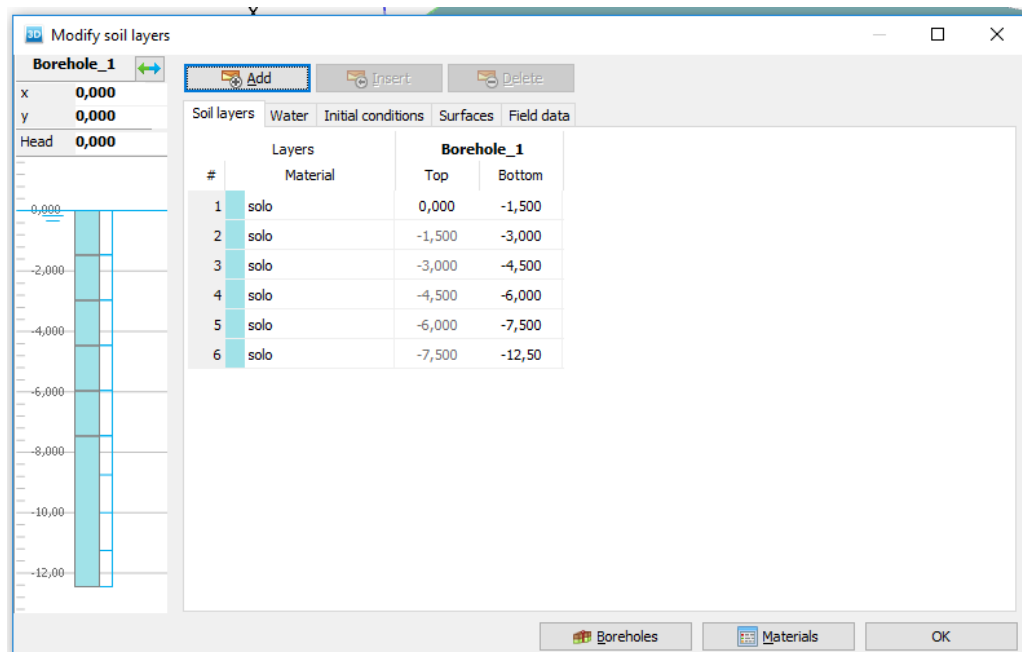 x
3D Modify soil layers
Borehole_1
x 0,000
y 0,000
Head 0,000
0,000
-2,000
-4,000
-6,000
-8,000
-10,00
-12,00
Add Insert Delete
Soil layers Water Initial conditions Surfaces Field data
Layers Borehole_1
# Material Top Bottom
1 solo 0,000 -1,500
2 solo -1,500 -3,000
3 solo -3,000 -4,500
4 solo -4,500 -6,000
5 solo -6,000 -7,500
6 solo -7,500 -12,50
Boreholes Materials OK